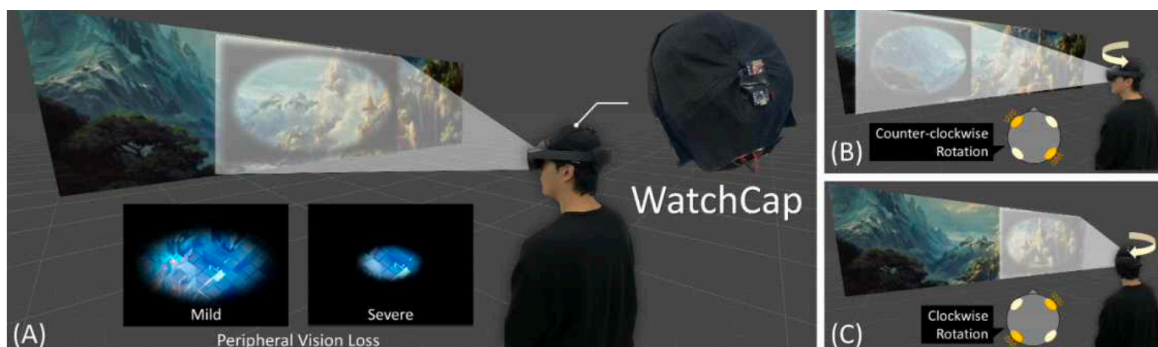 WatchCap
Mild
Severe
Peripheral Vision Loss
(A)
Counter-clockwise
Rotation
(B)
Clockwise
Rotation
(C)